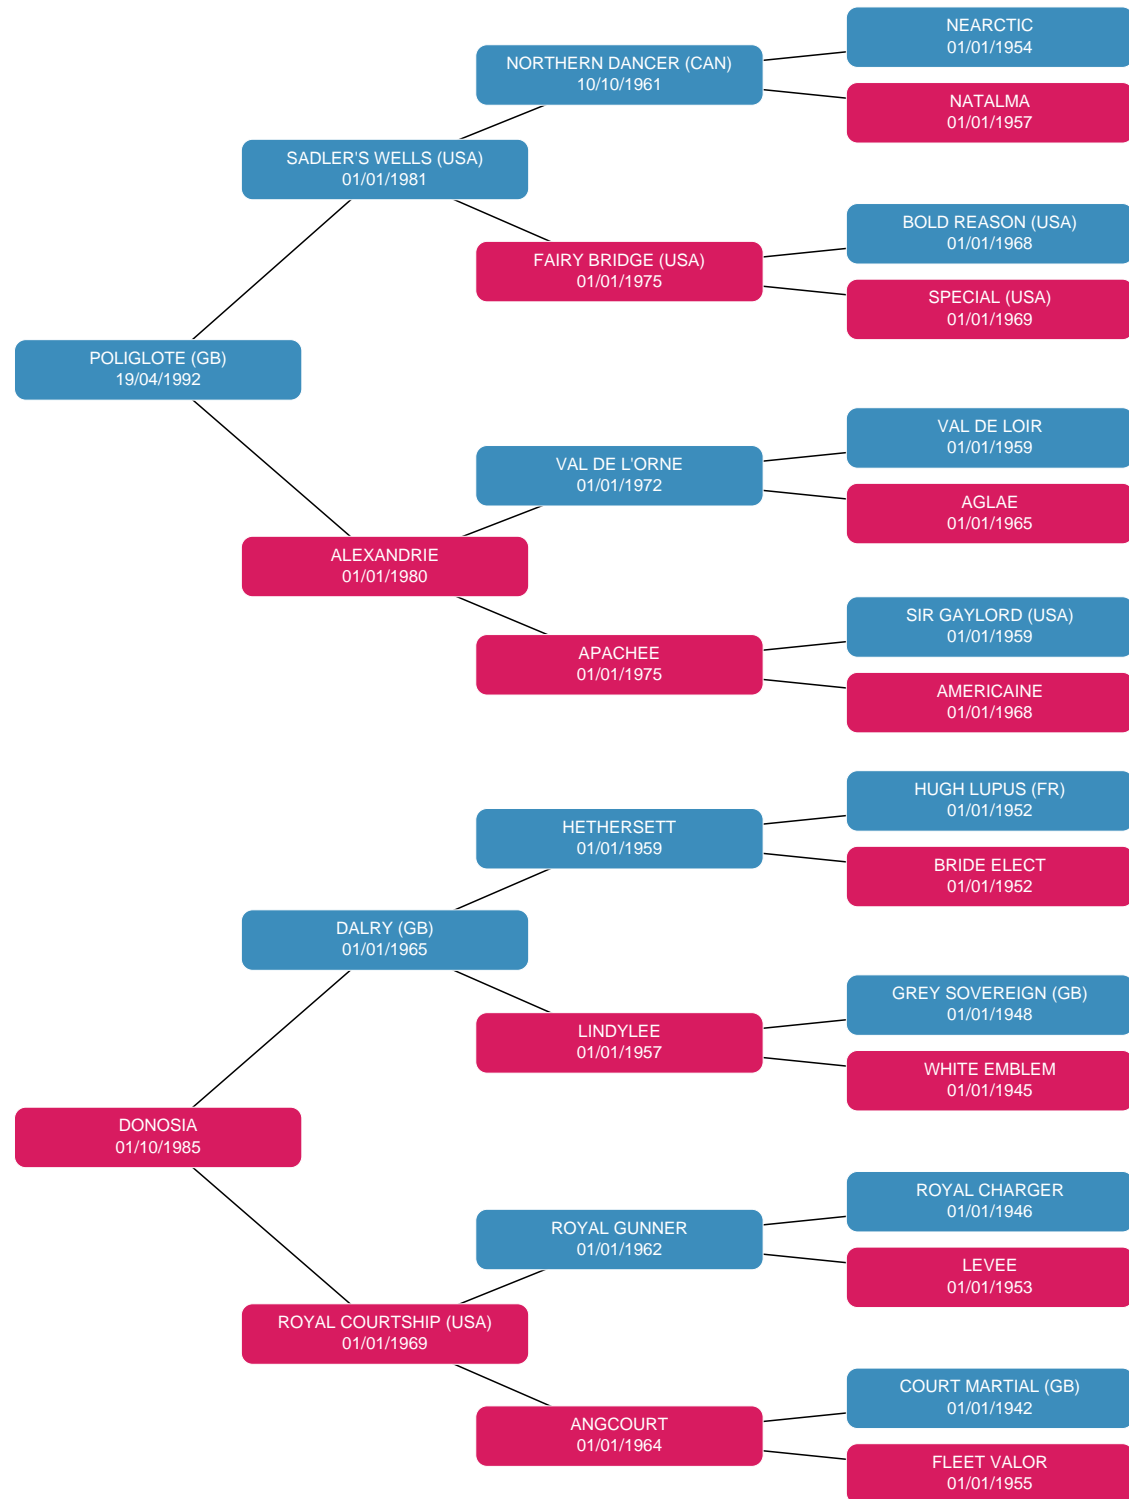 NEARCTIC
01/01/1954
NORTHERN DANCER (CAN)
10/10/1961
NATALMA
01/01/1957
SADLER'S WELLS (USA)
01/01/1981
BOLD REASON (USA)
01/01/1968
FAIRY BRIDGE (USA)
01/01/1975
SPECIAL (USA)
01/01/1969
POLIGLOTE (GB)
19/04/1992
VAL DE LOIR
01/01/1959
VAL DE L'ORNE
01/01/1972
AGLAE
01/01/1965
ALEXANDRIE
01/01/1980
SIR GAYLORD (USA)
01/01/1959
APACHEE
01/01/1975
AMERICAINE
01/01/1968
HUGH LUPUS (FR)
01/01/1952
HETHERSETT
01/01/1959
BRIDE ELECT
01/01/1952
DALRY (GB)
01/01/1965
GREY SOVEREIGN (GB)
01/01/1948
LINDYLEE
01/01/1957
WHITE EMBLEM
01/01/1945
DONOSIA
01/10/1985
ROYAL CHARGER
01/01/1946
ROYAL GUNNER
01/01/1962
LEVEE
01/01/1953
ROYAL COURTSHIP (USA)
01/01/1969
COURT MARTIAL (GB)
01/01/1942
ANGCOURT
01/01/1964
FLEET VALOR
01/01/1955